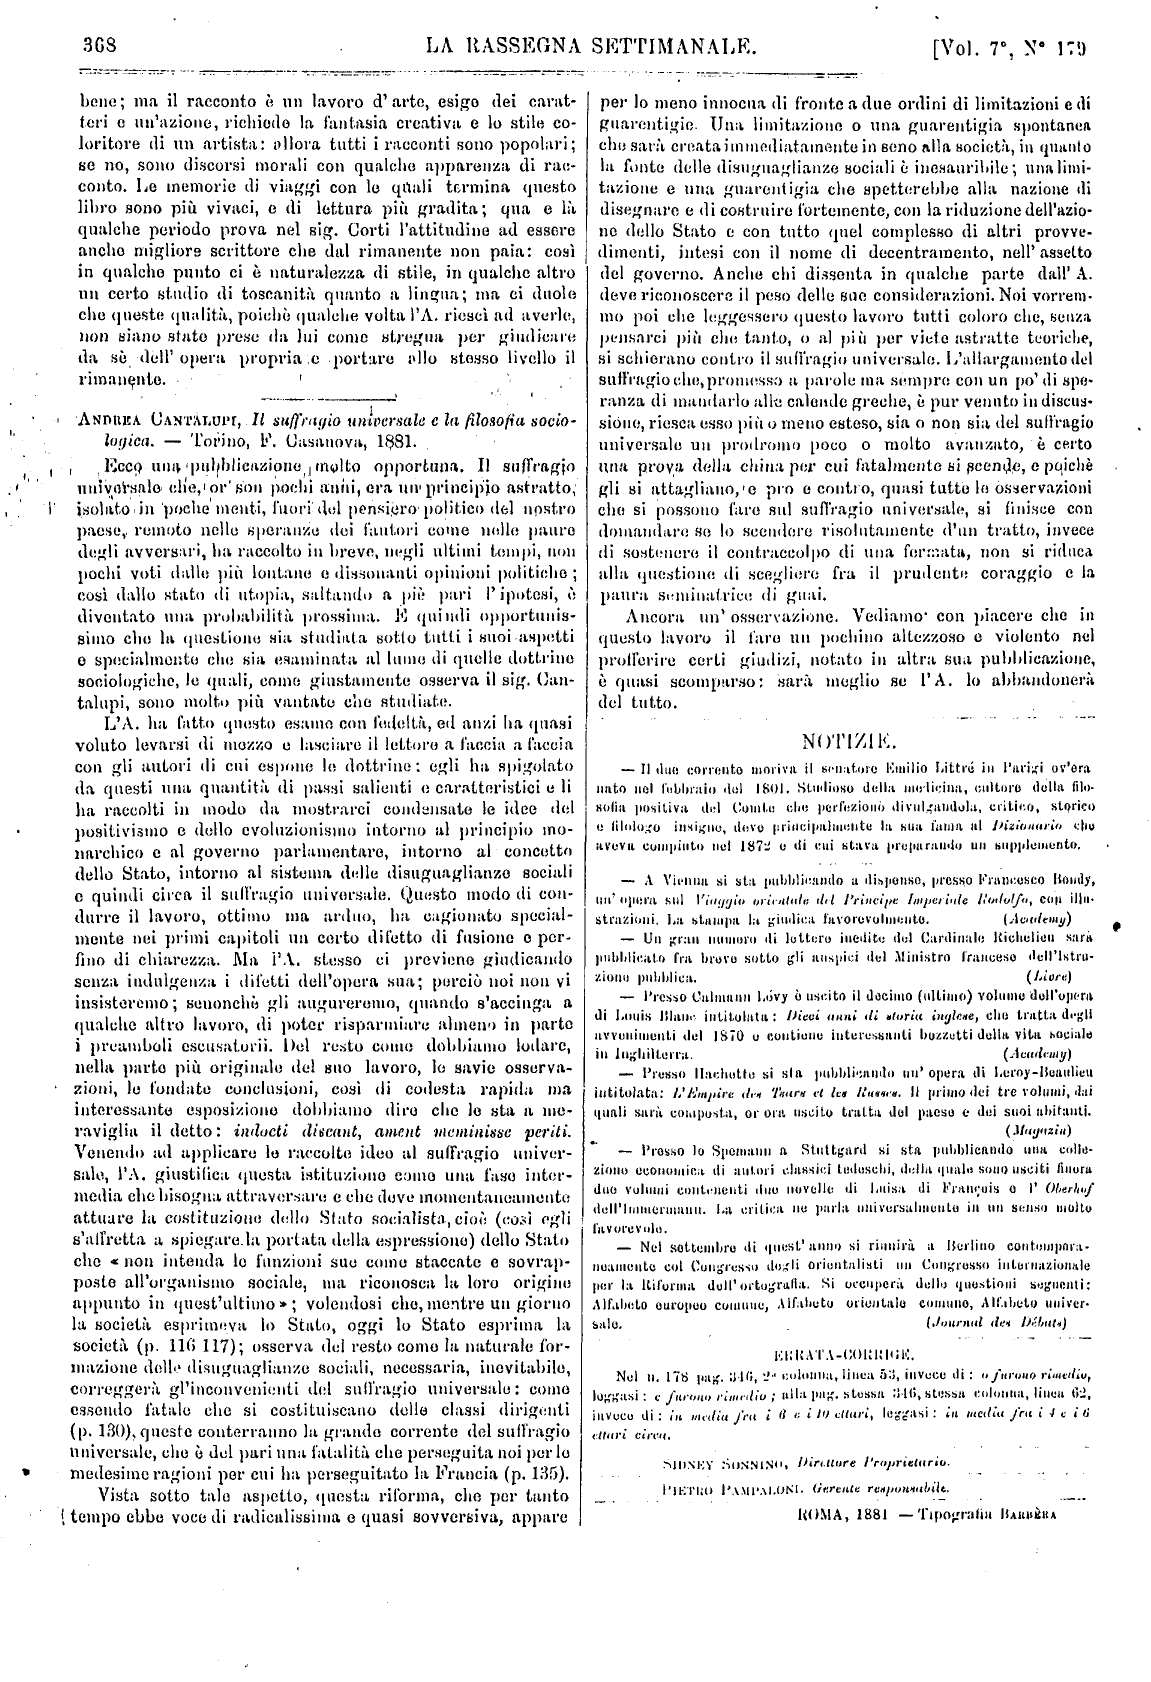 368
LA RASSEGNA SETTIMANALE.
[Vol. 7°, N° 179
bene; ma il racconto è un lavoro d'arte, esige dei carat-
teri e un'azione, richiede la fantasia creativa e lo stile co-
loritore di un artista: allora tutti i racconti sono popolari;
se no, sono discorsi morali con qualche apparenza di rac-
conto. Le memorie di viaggi con le quali termina questo
libro sono più vivaci, e di lettura più gradita; qua e là
qualche periodo prova nel sig. Corti l'attitudine ad essere
anche migliore scrittore che dal rimanente non paia: così
in qualche punto ci è naturalezza di stile, in qualche altro
un certo studio di toscanità quanto a lingua; ma ci duole
che queste qualità, poichè qualche volta l'A. riescì ad averle,
non siano state prese da lui come stregua per giudicare
da sè dell'opera propria e portare allo stesso livello il
rimanente.
ANDREA CANTALUPI, Il suffragio universale e la filosofia socio-
logica. — Torino, F. Casanova, 1881.
Ecco una pubblicazione molto opportuna. Il suffragio
universale che, or son pochi anni, era un principio astratto,
isolato in poche menti, fuori del pensiero politico del nostro
paese, remoto nelle speranze dei fautori come nelle paure
degli avversari, ha raccolto in breve, negli ultimi tempi, non
pochi voti dalle più lontane e dissonanti opinioni politiche;
così dallo stato di utopia, saltando a piè pari l'ipotesi, è
diventato una probabilità prossima. È quindi opportunis-
simo che la questione sia studiata sotto tutti i suoi aspetti
e specialmente che sia esaminata al lume di quelle dottrine
sociologiche, le quali, come giustamente osserva il sig. Can-
talupi, sono molto più vantate che studiate.
L'A. ha fatto questo esame con fedeltà, ed anzi ha quasi
voluto levarsi di mezzo e lasciare il lettore a faccia a faccia
con gli autori di cui espone le dottrine: egli ha spigolato
da questi una quantità di passi salienti e caratteristici e li
ha raccolti in modo da mostrarci condensate le idee del
positivismo e dello evoluzionismo intorno al principio mo-
narchico e al governo parlamentare, intorno al concetto
dello Stato, intorno al sistema delle disuguaglianze sociali
e quindi circa il suffragio universale. Questo modo di con-
durre il lavoro, ottimo ma arduo, ha cagionato special-
mente nei primi capitoli un certo difetto di fusione e per-
fino di chiarezza. Ma l'A. stesso ci previene giudicando
senza indulgenza i difetti dell'opera sua; perciò noi non vi
insisteremo; senonchè gli augureremo, quando s'accinga a
qualche altro lavoro, di poter risparmiare almeno in parte
i preamboli escusatorii. Del resto come dobbiamo lodare,
nella parte più originale del suo lavoro, le savie osserva-
zioni, le fondate conclusioni, così di codesta rapida ma
interessante esposizione dobbiamo dire che le sta a me-
raviglia il detto: indocti discant, ament meminisse periti.
Venendo ad applicare le raccolte idee al suffragio univer-
sale, l'A. giustifica questa istituzione come una fase inter-
media che bisogna attraversare e che deve momentaneamente
attuare la costituzione dello Stato socialista, cioè (così egli
s'affretta a spiegare la portata della espressione) dello Stato
che « non intenda le funzioni sue come staccate e sovrap-
poste all'organismo sociale, ma riconosca la loro origine
appunto in quest'ultimo »; volendosi che, mentre un giorno
la società esprimeva lo Stato, oggi lo Stato esprima la
società (p. 116 117); osserva del resto come la naturale for-
mazione delle disuguaglianze sociali, necessaria, inevitabile,
correggerà gl'inconvenienti del suffragio universale: come
essendo fatale che si costituiscano delle classi dirigenti
(p. 130), queste conterranno la grande corrente del suffragio
universale, che è del pari una fatalità che perseguita noi per le
medesime ragioni per cui ha perseguitato la Francia (p. 135).
Vista sotto tale aspetto, questa riforma, che per tanto
tempo ebbe voce di radicalissima e quasi sovversiva, appare
per lo meno innocua di fronte a due ordini di limitazioni e di
guarentigie. Una limitazione o una guarentigia spontanea
che sarà creata immediatamente in seno alla società, in quanto
la fonte delle disuguaglianze sociali è inesauribile; una limi-
tazione e una guarentigia che spetterebbe alla nazione di
disegnare e di costruire fortemente, con la riduzione dell'azio-
ne dello Stato e con tutto quel complesso di altri provve-
dimenti, intesi con il nome di decentramento, nell'assetto
del governo. Anche chi dissenta in qualche parte dall'A.
deve riconoscere il peso delle sue considerazioni. Noi vorrem-
mo poi che leggessero questo lavoro tutti coloro che, senza
pensarci più che tanto, o al più per viete astratte teoriche,
si schierano contro il suffragio universale. L'allargamento del
suffragio che, promesso a parole ma sempre con un po' di spe-
ranza di mandarlo alle calende greche, è pur venuto in discus-
sione, riesca esso più o meno esteso, sia o non sia del suffragio
universale un prodromo poco o molto avanzato, è certo
una prova della china per cui fatalmente si scende, e poichè
gli si attagliano, e pro e contro, quasi tutte le osservazioni
che si possono fare sul suffragio universale, si finisce con
domandare se lo scendere risolutamente d'un tratto, invece
di sostenere il contraccolpo di una fermata, non si riduca
alla questione di scegliere fra il prudente coraggio e la
paura seminatrice di guai.
Ancora un'osservazione. Vediamo con piacere che in
questo lavoro il fare un pochino altezzoso e violento nel
profferire certi giudizi, notato in altra sua pubblicazione,
è quasi scomparso: sarà meglio se l'A. lo abbandonerà
del tutto.
NOTIZIE.
— Il due corrente moriva il senatore Emilio Littré in Parigi ov'era
nato nel febbraio del 1801. Studioso della medicina, cultore della filo-
sofia positiva del Comte che perfezionò divulgandola, critico, storico
e filologo insigne, deve principalmente la sua fama al Dizionario che
aveva compiuto nel 1872 e di cui stava preparando un supplemento.
— A Vienna si sta pubblicando a dispense, presso Francesco Bondy,
un'opera sul Viaggio orientale del Principe Imperiale Rodolfo, con illu-
strazioni. La stampa la giudica favorevolmente. (Academy)
— Un gran numero di lettere inedite del Cardinale Richelieu sarà
pubblicato fra breve sotto gli auspici del Ministro francese dell'Istru-
zione pubblica. (Livre)
— Presso Calmann Lévy è uscito il decimo (ultimo) volume dell'opera
di Louis Blanc intitolata: Dieci anni di storia inglese, che tratta degli
avvenimenti del 1870 e contiene interessanti bozzetti della vita sociale
in Inghilterra. (Academy)
— Presso Hachette si sta pubblicando un'opera di Leroy-Beaulieu
intitolata: L'Empire des Tsars et les Russes. Il primo dei tre volumi, dai
quali sarà composta, or ora uscito tratta del paese e dei suoi abitanti.
(Magazin)
— Presso lo Spemann a Stuttgard si sta pubblicando una colle-
zione economica di autori classici tedeschi, della quale sono usciti finora
due volumi contenenti due novelle di Luisa di François e l'Oberhof
dell'Immermann. La critica ne parla universalmente in un senso molto
favorevole.
— Nel settembre di quest'anno si riunirà a Berlino contempora-
neamente col Congresso degli orientalisti un Congresso internazionale
per la Riforma dell'ortografia. Si occuperà delle questioni seguenti:
Alfabeto europeo comune, Alfabeto orientale comune, Alfabeto univer-
sale. (Journal des Débats)
ERRATA-CORRIGE.
Nel n. 178 pag. 346, 2ª colonna, linea 53, invece di: o furono rimedio,
leggasi: e furono rimedio; alla pag. stessa 346, stessa colonna, linea 62,
invece di: in media fra i 6 e i 10 ettari, leggasi: in media fra i 4 e i 6
ettari circa.
SIDNEY SONNINO, Direttore Proprietario.
PIETRO PAMPALONI. Gerente responsabile.
ROMA, 1881 — Tipografia BARBÈRA